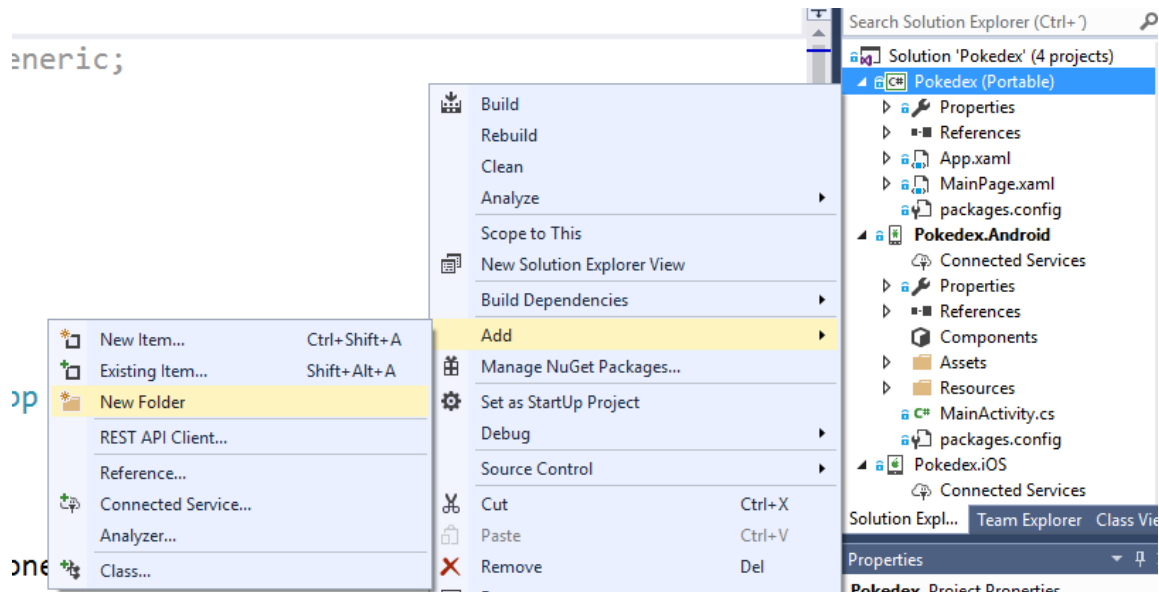 eneric;
pp
one
Build
Rebuild
Clean
Analyze
Scope to This
New Solution Explorer View
Build Dependencies
Add
Manage NuGet Packages...
Set as StartUp Project
Debug
Source Control
Cut Ctrl+X
Paste Ctrl+V
Remove Del
New Item... Ctrl+Shift+A
Existing Item... Shift+Alt+A
New Folder
REST API Client...
Reference...
Connected Service...
Analyzer...
Class...
Search Solution Explorer (Ctrl+´)
Solution 'Pokedex' (4 projects)
C# Pokedex (Portable)
Properties
References
App.xaml
MainPage.xaml
packages.config
Pokedex.Android
Connected Services
Properties
References
Components
Assets
Resources
C# MainActivity.cs
packages.config
Pokedex.iOS
Connected Services
Solution Expl... Team Explorer Class Vie
Properties
Pokedex Project Properties